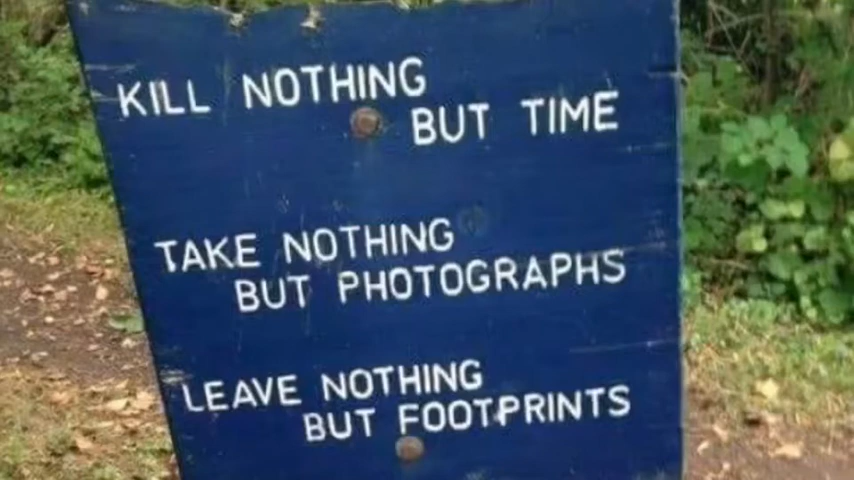 KILL NOTHING
BUT TIME
TAKE NOTHING
BUT PHOTOGRAPHS
LEAVE NOTHING
BUT FOOTPRINTS